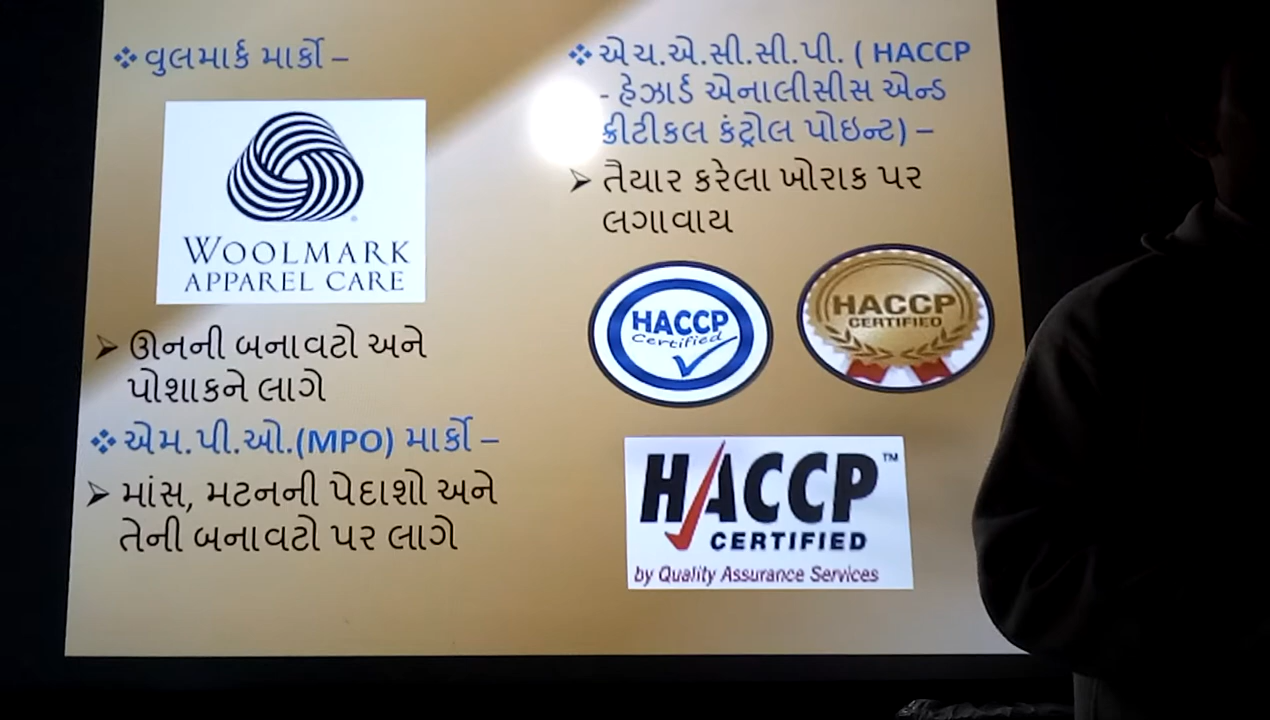 ❖ વુલમાર્ક માર્કો –
WOOLMARK
APPAREL CARE
➢ ઊનની બનાવટો અને
પોશાકને લાગે
❖ એમ.પી.ઓ.(MPO) માર્કો –
➢ માંસ, મટનની પેદાશો અને
તેની બનાવટો પર લાગે
❖ એચ.એ.સી.સી.પી. ( HACCP
- હેઝાર્ડ એનાલીસીસ એન્ડ
ક્રીટીકલ કંટ્રોલ પોઇન્ટ) –
➢ તૈયાર કરેલા ખોરાક પર
લગાવાય
HACCP
Certified
HACCP
CERTIFIED
HACCP™
CERTIFIED
by Quality Assurance Services